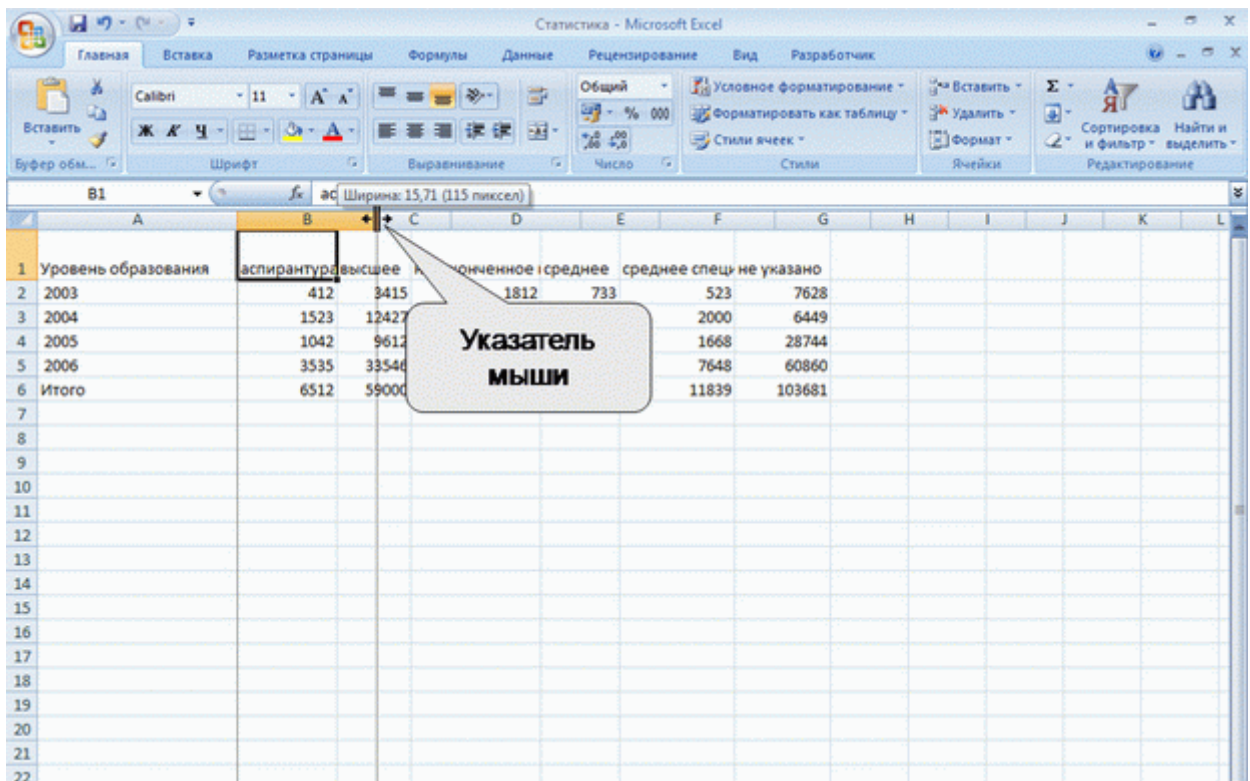 Статистика - Microsoft Excel
Главная Вставка Разметка страницы Формулы Данные Рецензирование Вид Разработчик
Calibri 11 Общий Условное форматирование Вставить Σ
Форматировать как таблицу Удалить
Вставить Ж К Ч А % 000 Стили ячеек Формат Сортировка и фильтр Найти и выделить
Буфер обм... Шрифт Выравнивание Число Стили Ячейки Редактирование
B1 fx Ширина: 15,71 (115 пиксел)
A B C D E F G H I J K L
1 Уровень образования аспирантура высшее среднее среднее специ не указано
2 2003 412 3415 1812 733 523 7628
3 2004 1523 12427 2000 6449
4 2005 1042 9612 1668 28744
5 2006 3535 33546 7648 60860
6 Итого 6512 59000 11839 103681
Указатель
мыши
7
8
9
10
11
12
13
14
15
16
17
18
19
20
21
22